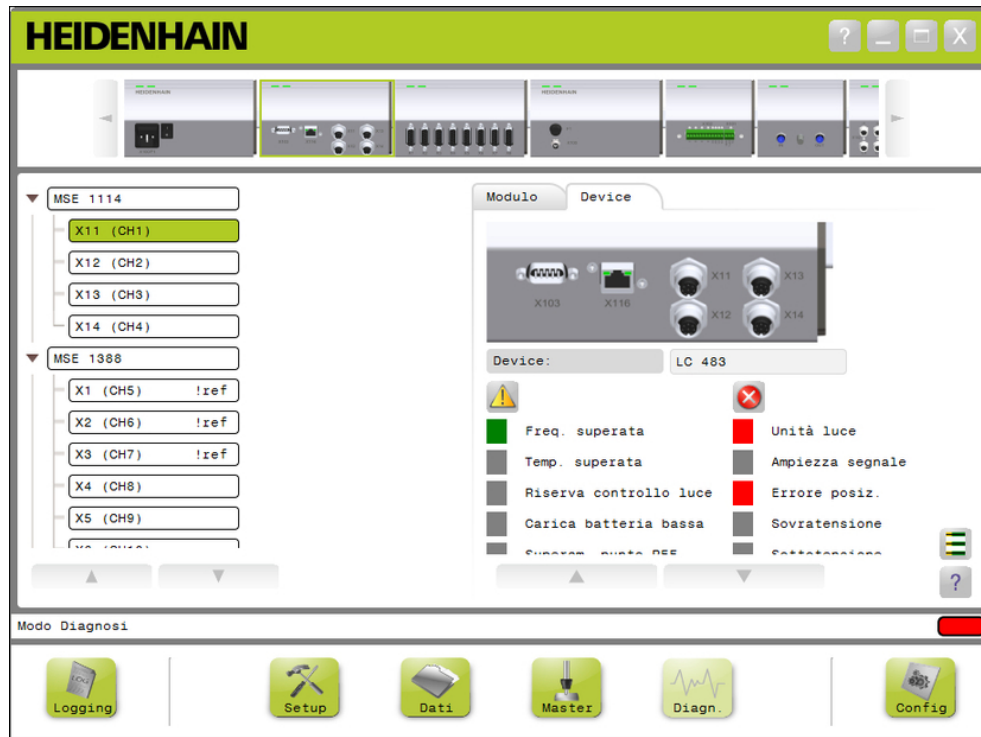 HEIDENHAIN
?
X
HEIDENHAIN
HEIDENHAIN
MSE 1114
X11 (CH1)
X12 (CH2)
X13 (CH3)
X14 (CH4)
MSE 1388
X1 (CH5) !ref
X2 (CH6) !ref
X3 (CH7) !ref
X4 (CH8)
X5 (CH9)
Modulo
Device
X103
X116
X11
X13
X12
X14
Device:
LC 483
Freq. superata
Unità luce
Temp. superata
Ampiezza segnale
Riserva controllo luce
Errore posiz.
Carica batteria bassa
Sovratensione
?
Modo Diagnosi
LOG
Logging
Setup
Dati
Master
Diagn.
Config